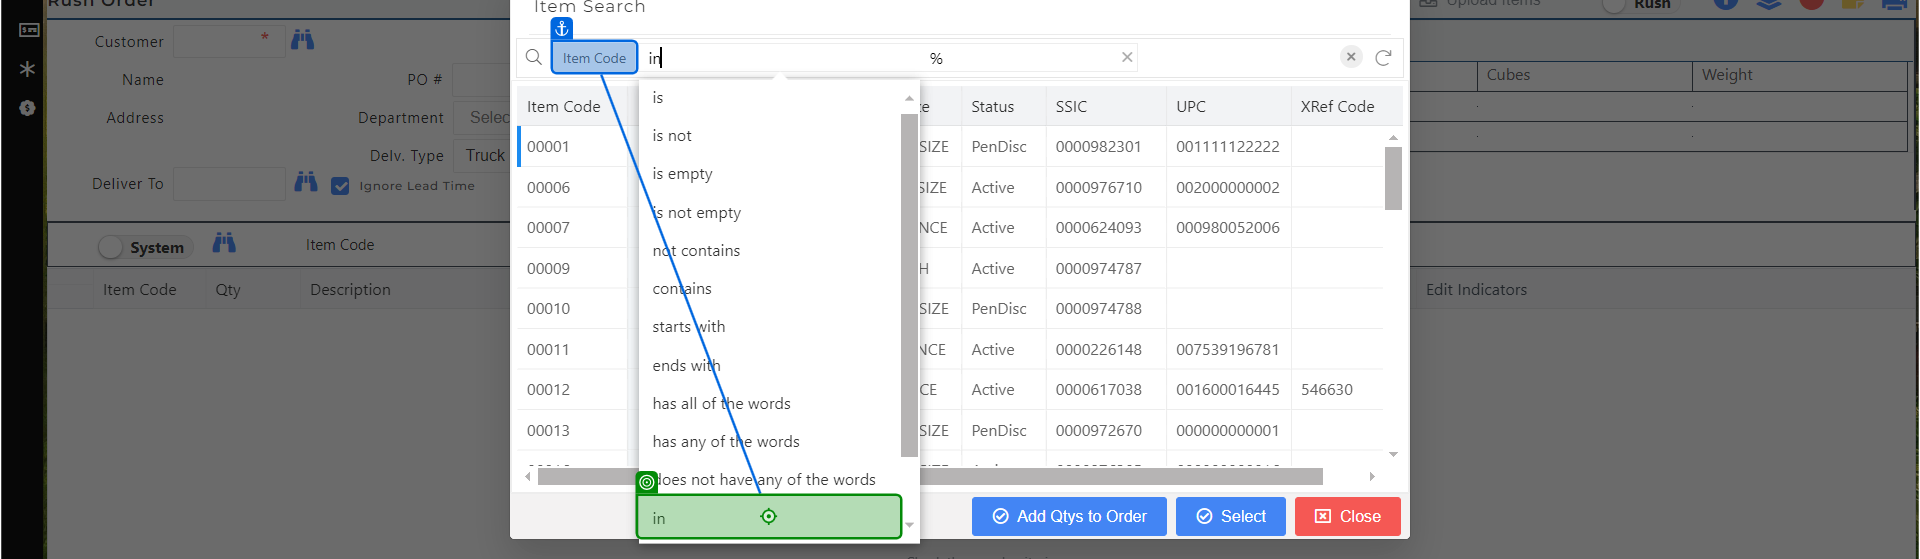 Rush Order
Item Search
Upload Items
Rush
Customer *
Item Code in %
Cubes Weight
Name PO #
is
Item Code Status SSIC UPC XRef Code
Address Department Selec
is not
00001 SIZE PenDisc 0000982301 001111122222
Delv. Type Truck
is empty
Deliver To Ignore Lead Time
00006 SIZE Active 0000976710 002000000002
is not empty
00007 NCE Active 0000624093 000980052006
System Item Code
not contains
00009 H Active 0000974787
Item Code Qty Description
contains
Edit Indicators
00010 SIZE PenDisc 0000974788
starts with
00011 NCE Active 0000226148 007539196781
ends with
00012 CE Active 0000617038 001600016445 546630
has all of the words
00013 SIZE PenDisc 0000972670 000000000001
has any of the words
does not have any of the words
in
Add Qtys to Order Select Close